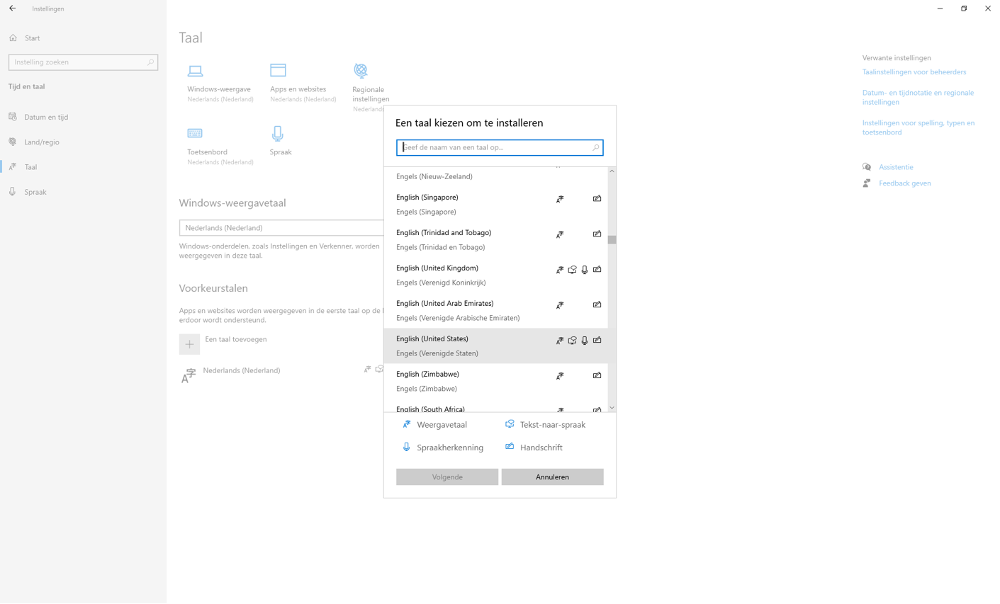 Instellingen
Start
Instelling zoeken
Tijd en taal
Datum en tijd
Land/regio
Taal
Spraak
Taal
Windows-weergave
Nederlands (Nederland)
Apps en websites
Nederlands (Nederland)
Regionale
instellingen
Nederlands
Toetsenbord
Nederlands (Nederland)
Spraak
Windows-weergavetaal
Nederlands (Nederland)
Windows-onderdelen, zoals Instellingen en Verkenner, worden
weergegeven in deze taal.
Voorkeurstalen
Apps en websites worden weergegeven in de eerste taal op de
erdoor wordt ondersteund.
Een taal toevoegen
Nederlands (Nederland)
Een taal kiezen om te installeren
Geef de naam van een taal op...
Engels (Nieuw-Zeeland)
English (Singapore)
Engels (Singapore)
English (Trinidad and Tobago)
Engels (Trinidad en Tobago)
English (United Kingdom)
Engels (Verenigd Koninkrijk)
English (United Arab Emirates)
Engels (Verenigde Arabische Emiraten)
English (United States)
Engels (Verenigde Staten)
English (Zimbabwe)
Engels (Zimbabwe)
English (South Africa)
Weergavetaal
Tekst-naar-spraak
Spraakherkenning
Handschrift
Volgende
Annuleren
Verwante instellingen
Taalinstellingen voor beheerders
Datum- en tijdnotatie en regionale
instellingen
Instellingen voor spelling, typen en
toetsenbord
Assistentie
Feedback geven